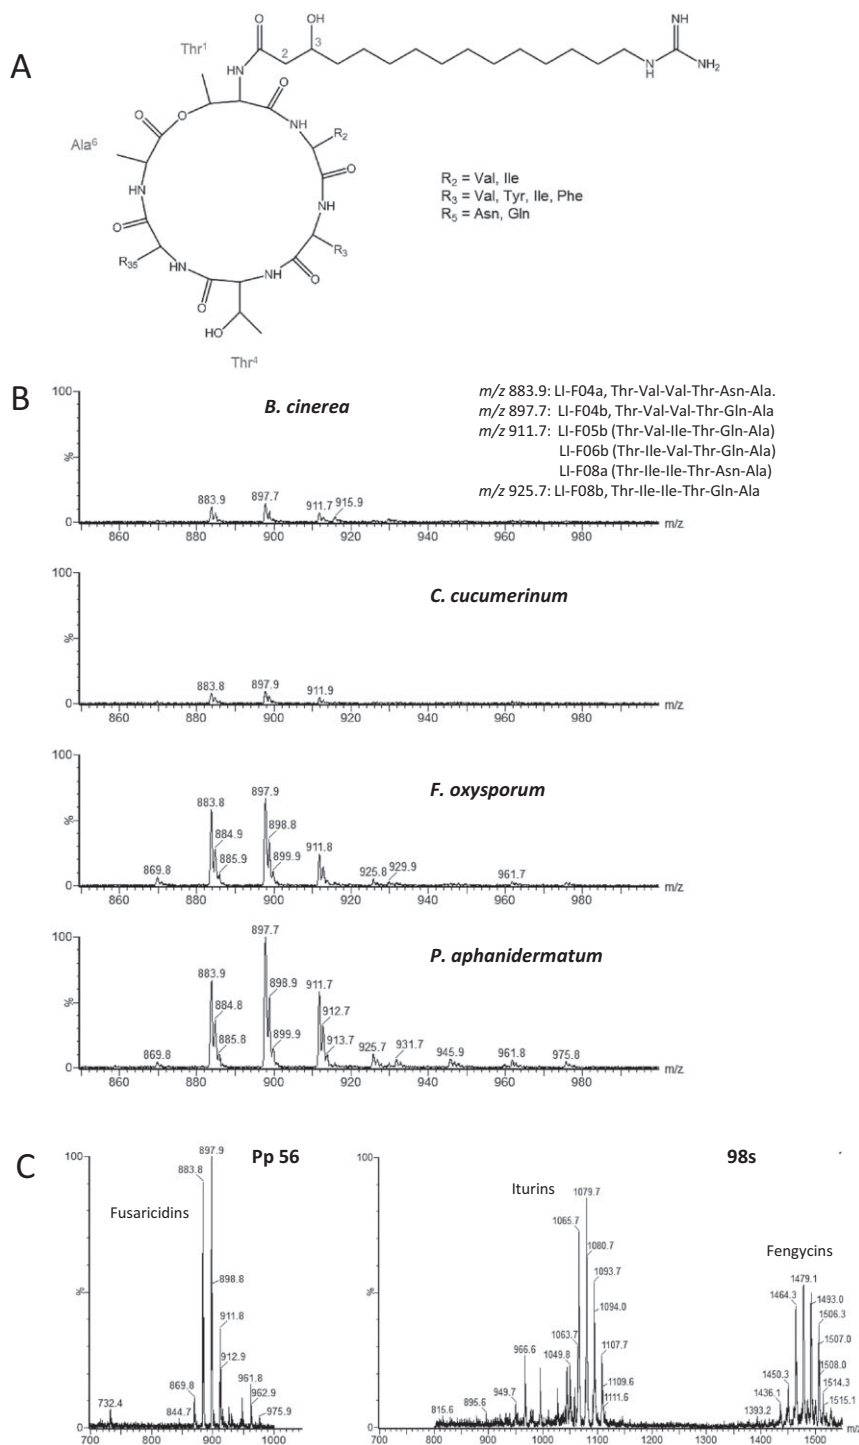 A
O
OH
NH
Thr¹
2
3
HN
N
H
NH₂
O
O
O
NH
R₂
Ala⁶
O
R₂ = Val, Ile
R₃ = Val, Tyr, Ile, Phe
R₅ = Asn, Gln
HN
NH
O
R₃₅
HN
NH
R₃
O
O
HO
Thr⁴
B
100
B. cinerea
m/z 883.9: LI-F04a, Thr-Val-Val-Thr-Asn-Ala.
m/z 897.7: LI-F04b, Thr-Val-Val-Thr-Gln-Ala
m/z 911.7: LI-F05b (Thr-Val-Ile-Thr-Gln-Ala)
LI-F06b (Thr-Ile-Val-Thr-Gln-Ala)
LI-F08a (Thr-Ile-Ile-Thr-Asn-Ala)
m/z 925.7: LI-F08b, Thr-Ile-Ile-Thr-Gln-Ala
%
883.9 897.7 911.7 915.9
0
860 880 900 920 940 960 980 m/z
100
C. cucumerinum
%
883.8 897.9 911.9
0
860 880 900 920 940 960 980 m/z
100
F. oxysporum
883.8 897.9
898.8
884.9
%
911.8
885.9 899.9
869.8 925.8 929.9 961.7
0
860 880 900 920 940 960 980 m/z
100
897.7
P. aphanidermatum
883.9
898.9 911.7
%
884.8 912.7
885.8 899.9 913.7
869.8 925.7 931.7 945.9 961.8 975.8
0
860 880 900 920 940 960 980 m/z
C
Pp 56
98s
100
897.9
883.8
Fusaricidins
%
898.8
911.8
912.9
869.8
961.8
962.9
732.4
844.7
975.9
0
700 800 900 1000
100
Iturins
1079.7
1065.7
1080.7
Fengycins
1093.7
1479.1
1464.3
1493.0
%
1094.0
1506.3
1063.7
1507.0
966.6
1049.8
1107.7
1508.0
1450.3
1109.6
1514.3
949.7
1436.1
1111.6
1515.1
815.6
895.6
1393.2
0
700 800 900 1000 1100 1200 1300 1400 1500 m/z